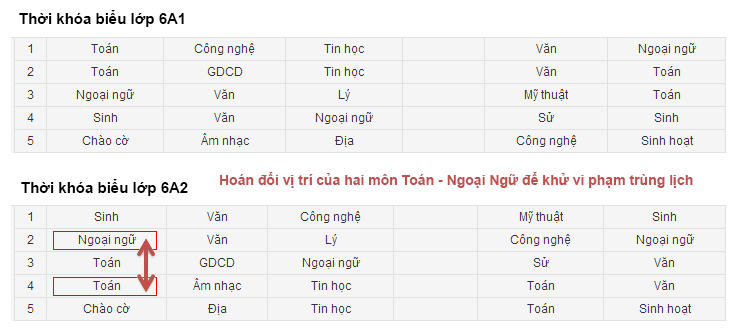 Thời khóa biểu lớp 6A1
1 Toán Công nghệ Tin học Văn Ngoại ngữ
2 Toán GDCD Tin học Văn Toán
3 Ngoại ngữ Văn Lý Mỹ thuật Toán
4 Sinh Văn Ngoại ngữ Sử Sinh
5 Chào cờ Âm nhạc Địa Công nghệ Sinh hoạt
Hoán đổi vị trí của hai môn Toán - Ngoại Ngữ để khử vi phạm trùng lịch
Thời khóa biểu lớp 6A2
1 Sinh Văn Công nghệ Mỹ thuật Sinh
2 Ngoại ngữ Văn Lý Công nghệ Ngoại ngữ
3 Toán GDCD Ngoại ngữ Sử Văn
4 Toán Âm nhạc Tin học Toán Văn
5 Chào cờ Địa Tin học Toán Sinh hoạt